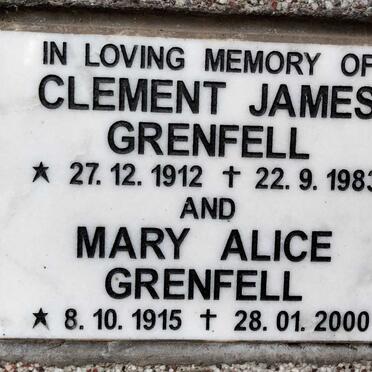 IN LOVING MEMORY OF
CLEMENT JAMES
GRENFELL
★ 27. 12. 1912 ✝ 22. 9. 1983
AND
MARY ALICE
GRENFELL
★ 8. 10. 1915 ✝ 28. 01. 2000